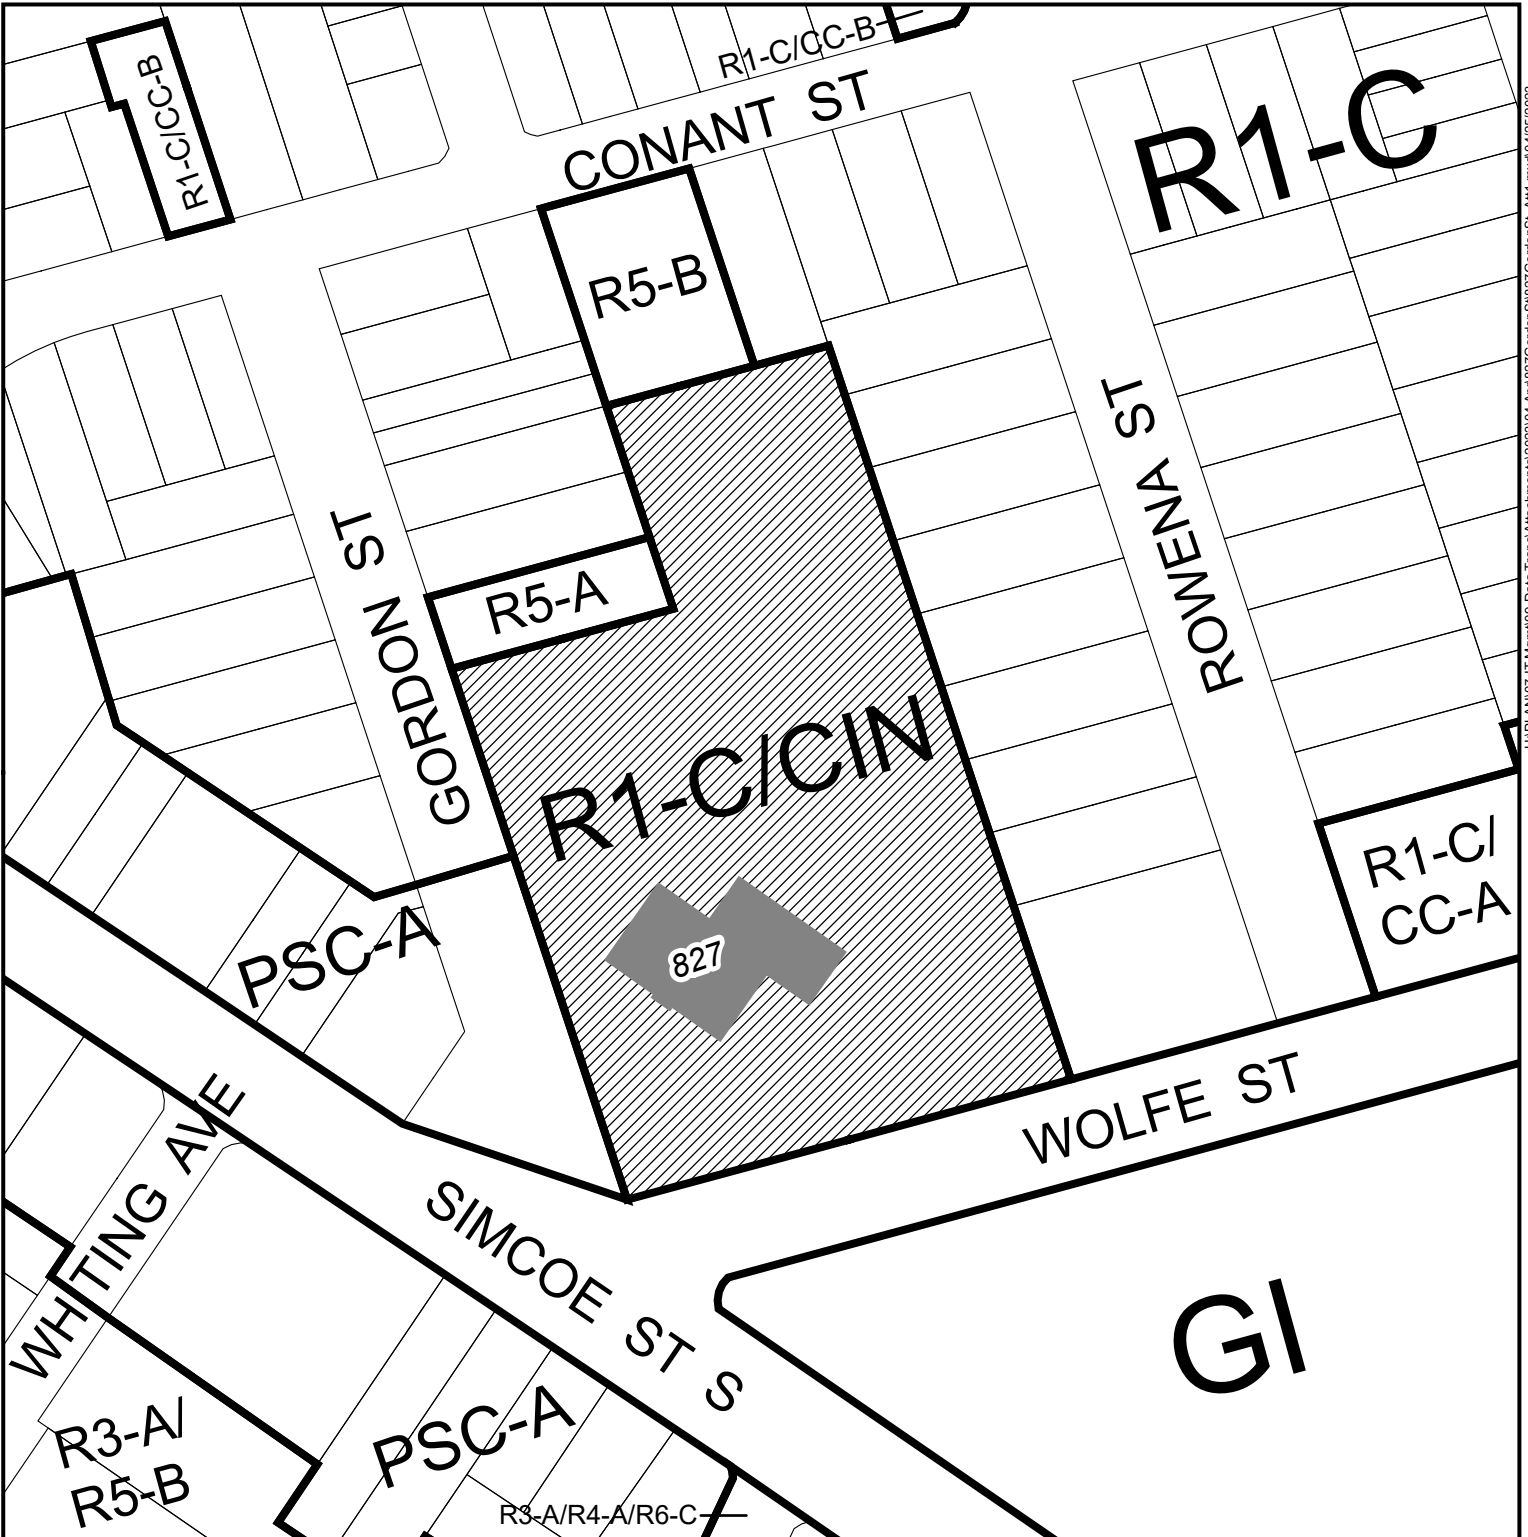 R1-C/CC-B
R1-C/CC-B
CONANT ST
R1-C
R5-B
ROWENA ST
GORDON ST
R5-A
R1-C/CIN
R1-C/
CC-A
827
PSC-A
WOLFE ST
WHITING AVE
SIMCOE ST S
GI
R3-A/
R5-B
PSC-A
R3-A/R4-A/R6-C